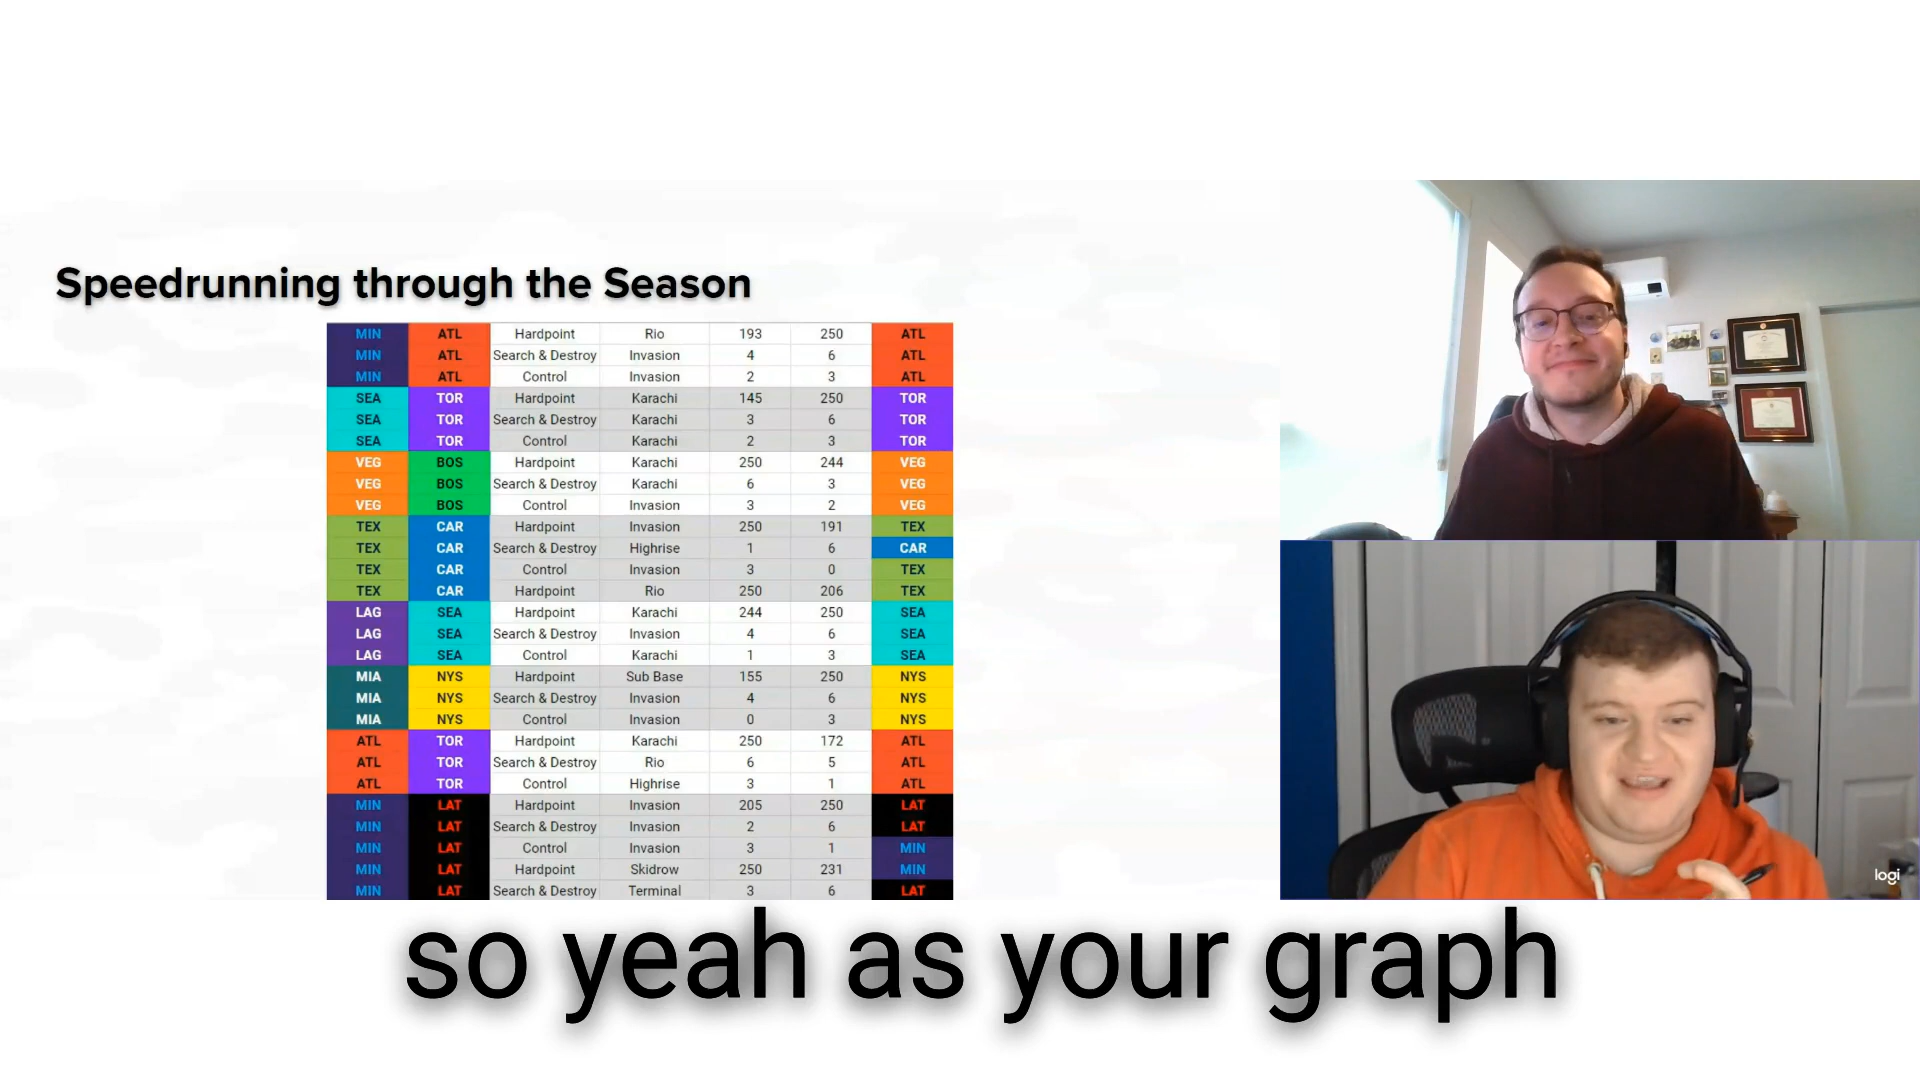 Speedrunning through the Season
MIN ATL Hardpoint Rio 193 250 ATL
MIN ATL Search & Destroy Invasion 4 6 ATL
MIN ATL Control Invasion 2 3 ATL
SEA TOR Hardpoint Karachi 145 250 TOR
SEA TOR Search & Destroy Karachi 3 6 TOR
SEA TOR Control Karachi 2 3 TOR
VEG BOS Hardpoint Karachi 250 244 VEG
VEG BOS Search & Destroy Karachi 6 3 VEG
VEG BOS Control Invasion 3 2 VEG
TEX CAR Hardpoint Invasion 250 191 TEX
TEX CAR Search & Destroy Highrise 1 6 CAR
TEX CAR Control Invasion 3 0 TEX
TEX CAR Hardpoint Rio 250 206 TEX
LAG SEA Hardpoint Karachi 244 250 SEA
LAG SEA Search & Destroy Invasion 4 6 SEA
LAG SEA Control Karachi 1 3 SEA
MIA NYS Hardpoint Sub Base 155 250 NYS
MIA NYS Search & Destroy Invasion 4 6 NYS
MIA NYS Control Invasion 0 3 NYS
ATL TOR Hardpoint Karachi 250 172 ATL
ATL TOR Search & Destroy Rio 6 5 ATL
ATL TOR Control Highrise 3 1 ATL
MIN LAT Hardpoint Invasion 205 250 LAT
MIN LAT Search & Destroy Invasion 2 6 LAT
MIN LAT Control Invasion 3 1 MIN
MIN LAT Hardpoint Skidrow 250 231 MIN
MIN LAT Search & Destroy Terminal 3 6 LAT
logi
so yeah as your graph